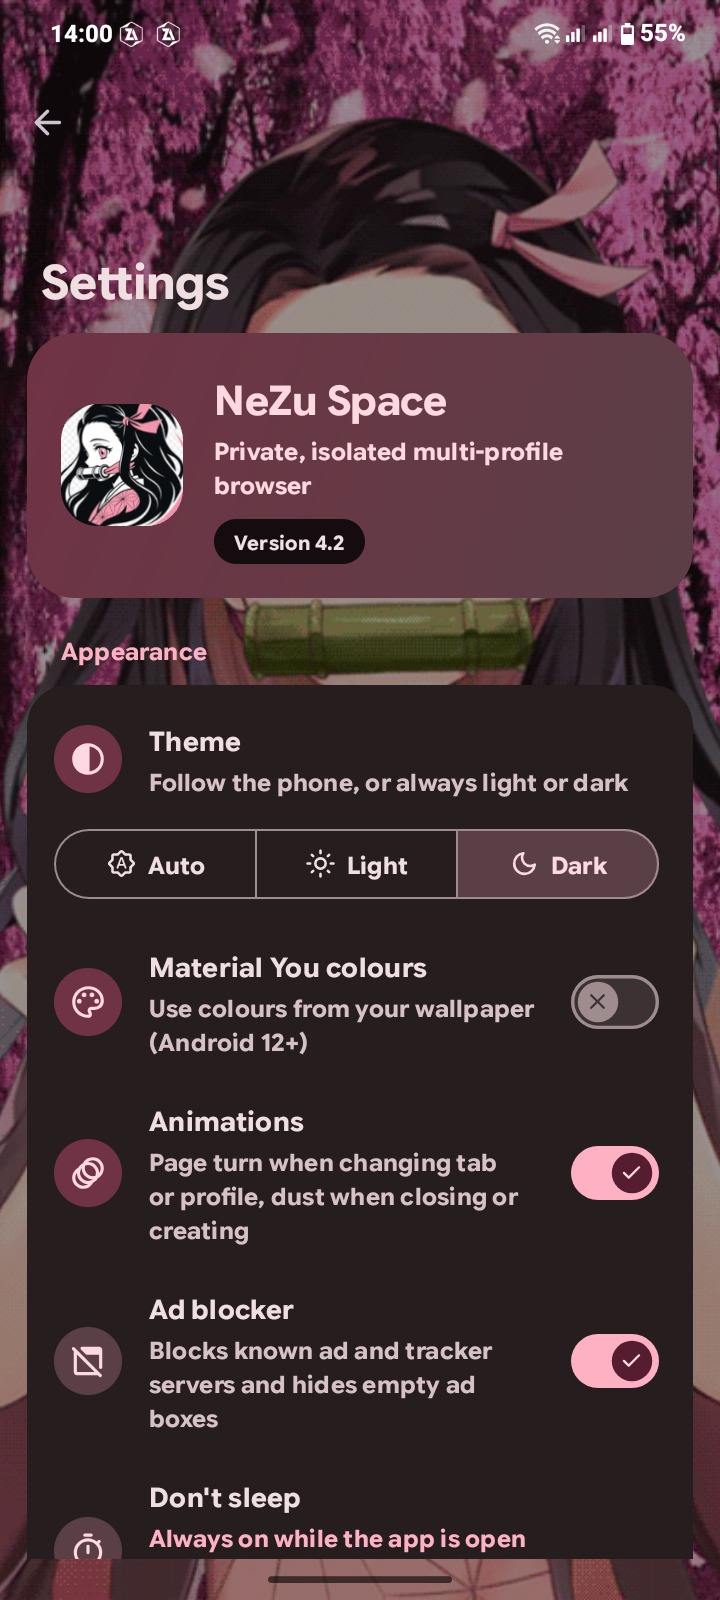 14:00
55%
Settings
NeZu Space
Private, isolated multi-profile
browser
Version 4.2
Appearance
Theme
Follow the phone, or always light or dark
Auto
Light
Dark
Material You colours
Use colours from your wallpaper
(Android 12+)
Animations
Page turn when changing tab
or profile, dust when closing or
creating
Ad blocker
Blocks known ad and tracker
servers and hides empty ad
boxes
Don't sleep
Always on while the app is open